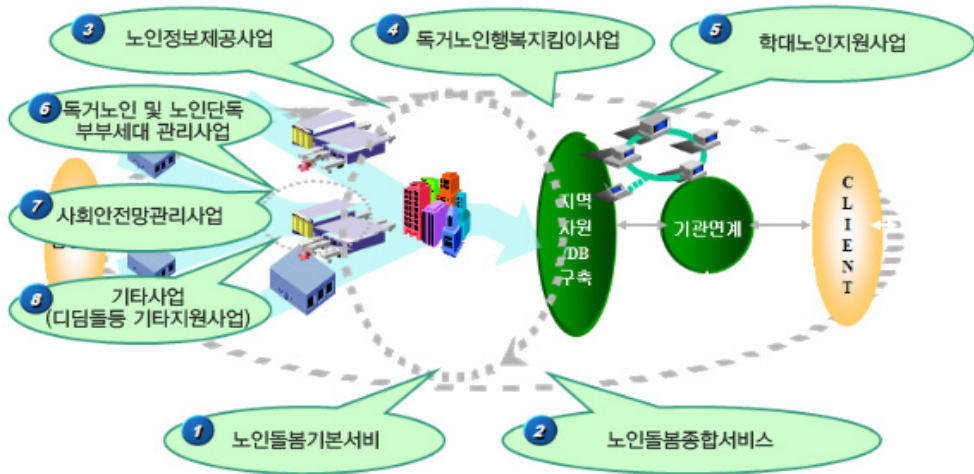 3 노인정보제공사업
4 독거노인행복지킴이사업
5 학대노인지원사업
6 독거노인 및 노인단독
부부세대 관리사업
7 사회안전망관리사업
8 기타사업
(디딤돌등 기타지원사업)
지역
자원
/DB
구축
기관연계
CLIENT
1 노인돌봄기본서비
2 노인돌봄종합서비스